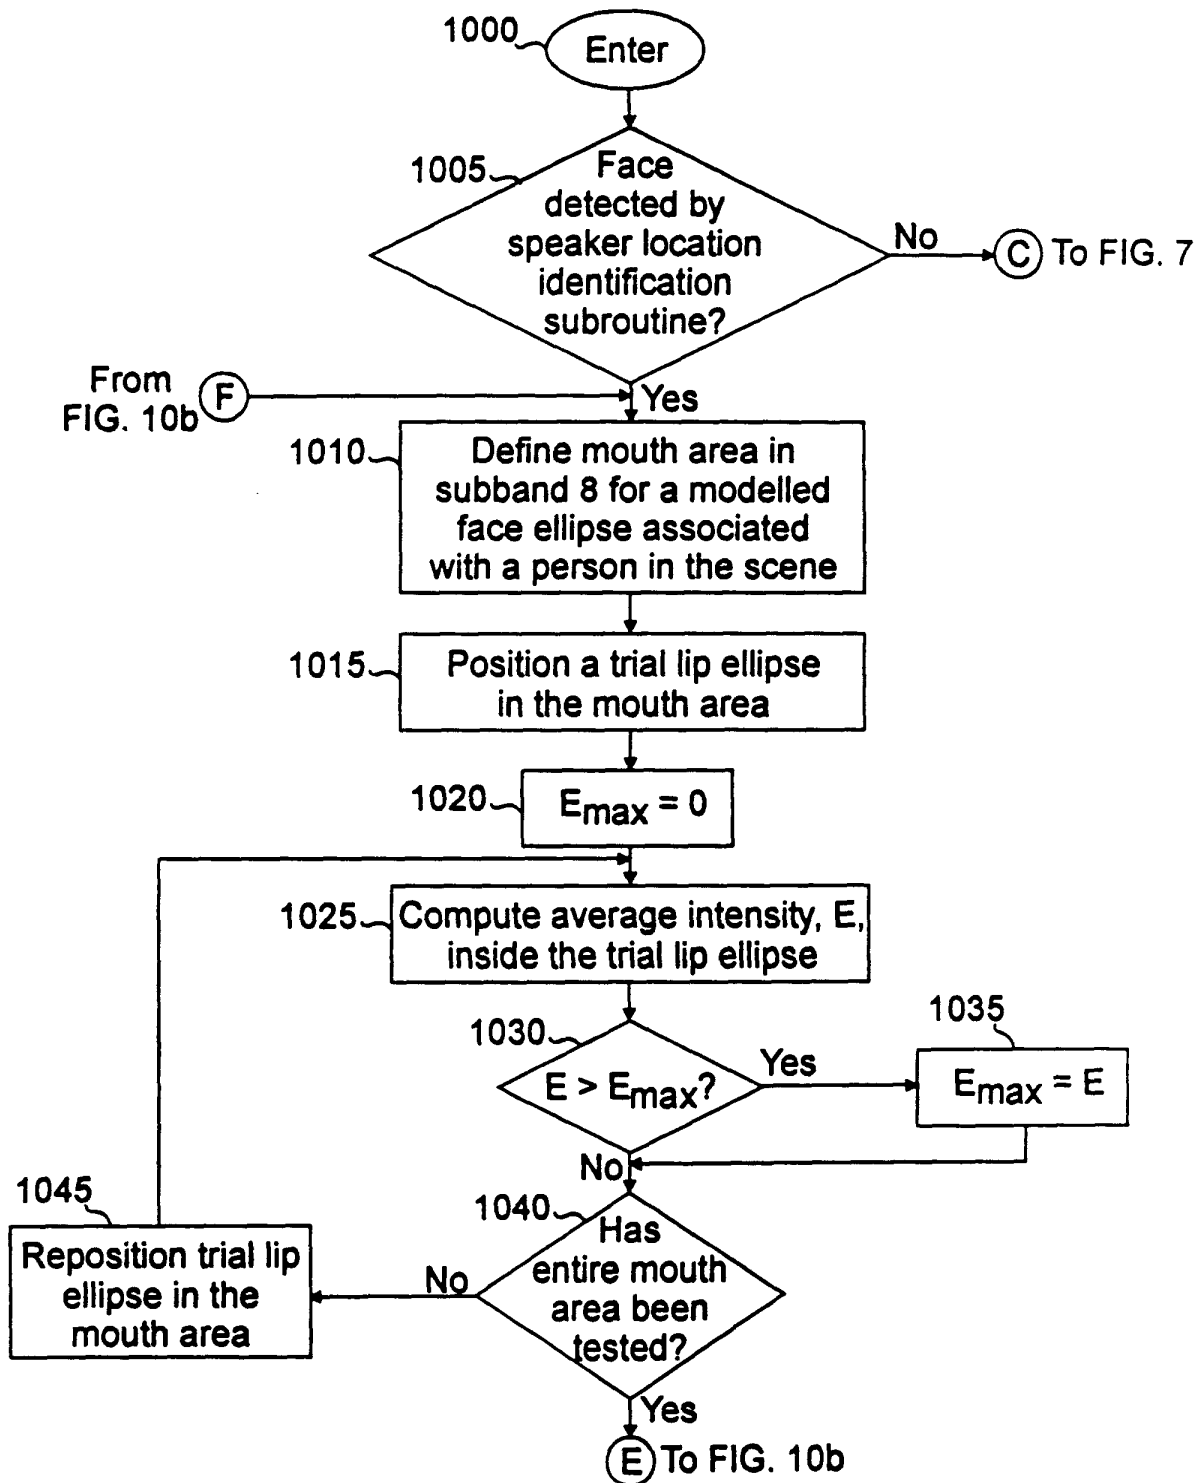 1000
Enter
1005
Face
detected by
speaker location
identification
subroutine?
No
C To FIG. 7
From
FIG. 10b
F
Yes
1010
Define mouth area in
subband 8 for a modelled
face ellipse associated
with a person in the scene
1015
Position a trial lip ellipse
in the mouth area
1020
Emax = 0
1025
Compute average intensity, E,
inside the trial lip ellipse
1030
E > Emax?
Yes
1035
Emax = E
No
1040
Has
entire mouth
area been
tested?
No
1045
Reposition trial lip
ellipse in the
mouth area
Yes
E To FIG. 10b